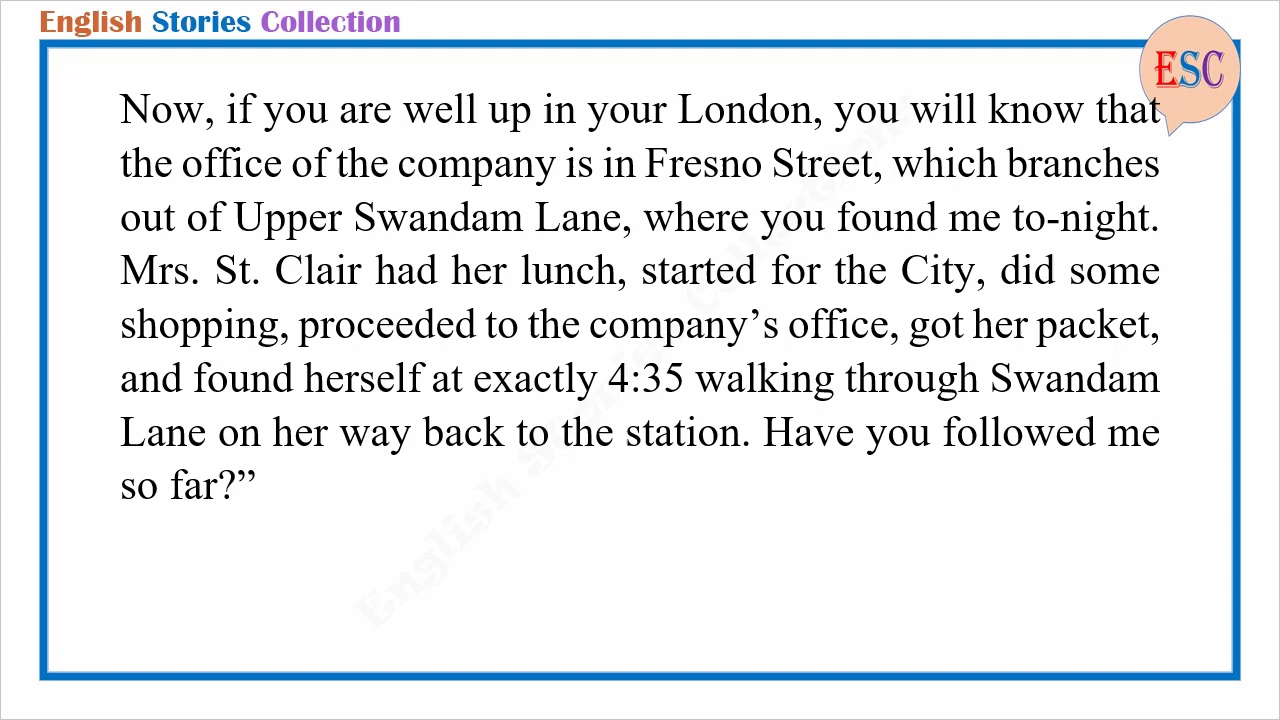 English Stories Collection
ESC
Now, if you are well up in your London, you will know that
the office of the company is in Fresno Street, which branches
out of Upper Swandam Lane, where you found me to-night.
Mrs. St. Clair had her lunch, started for the City, did some
shopping, proceeded to the company’s office, got her packet,
and found herself at exactly 4:35 walking through Swandam
Lane on her way back to the station. Have you followed me
so far?”
English Stories Collection